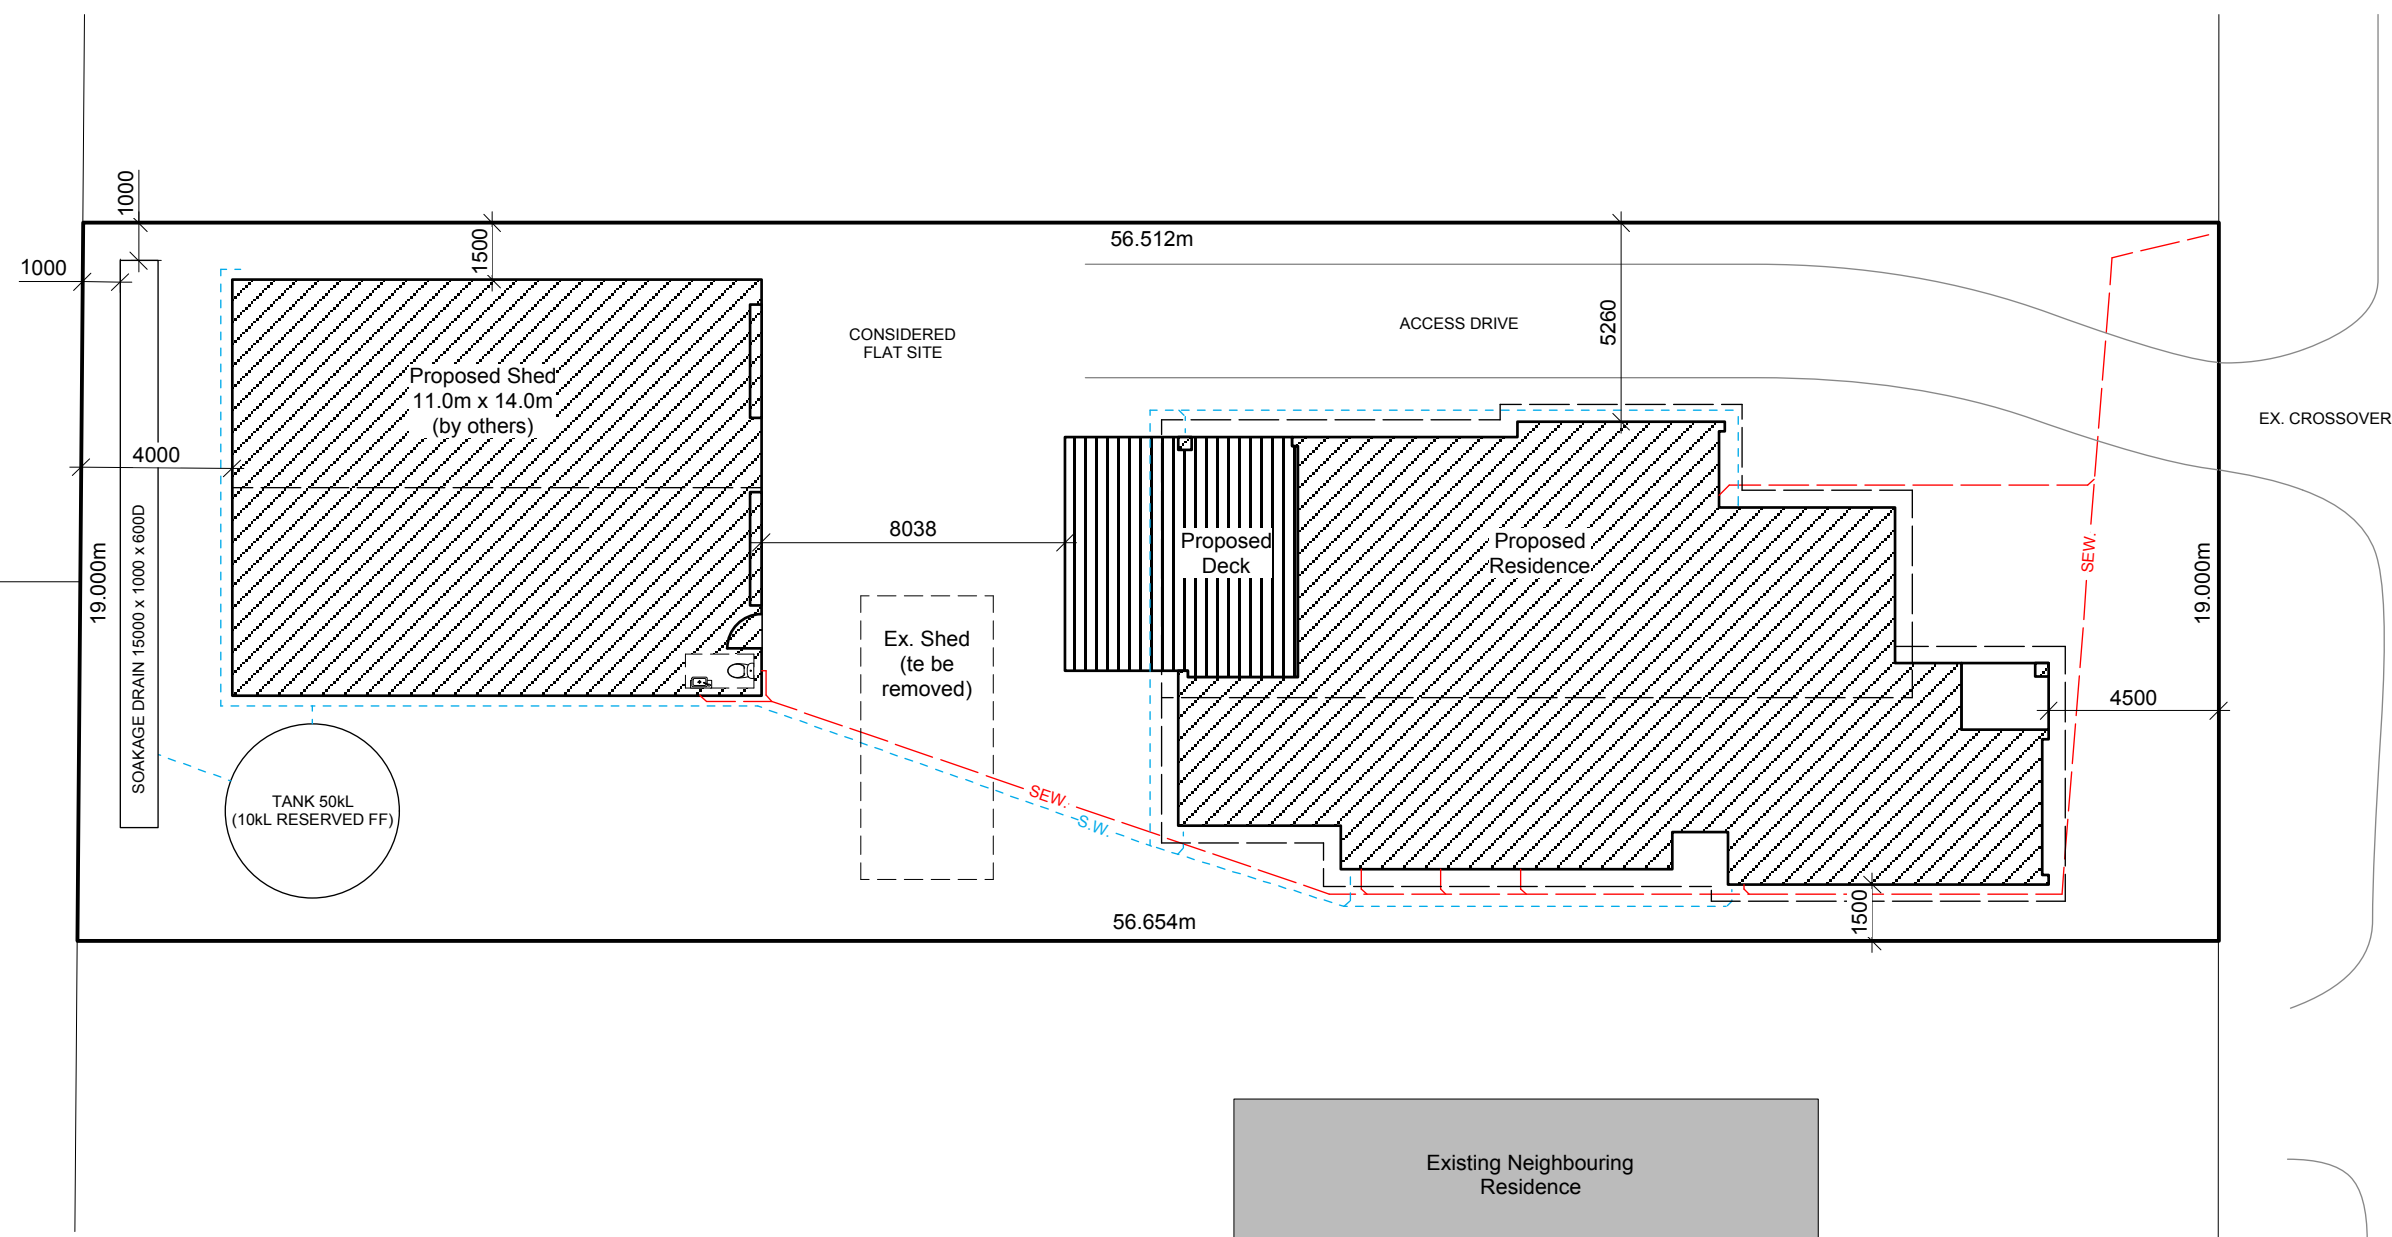 1000
1000
1500
56.512m
5260
CONSIDERED
FLAT SITE
ACCESS DRIVE
EX. CROSSOVER
Proposed Shed
11.0m x 14.0m
(by others)
4000
8038
Proposed
Deck
Proposed
Residence
SEW.
19.000m
19.000m
SOAKAGE DRAIN 15000 x 1000 x 600D
Ex. Shed
(te be
removed)
4500
TANK 50kL
(10kL RESERVED FF)
SEW.
S.W.
1500
56.654m
Existing Neighbouring
Residence